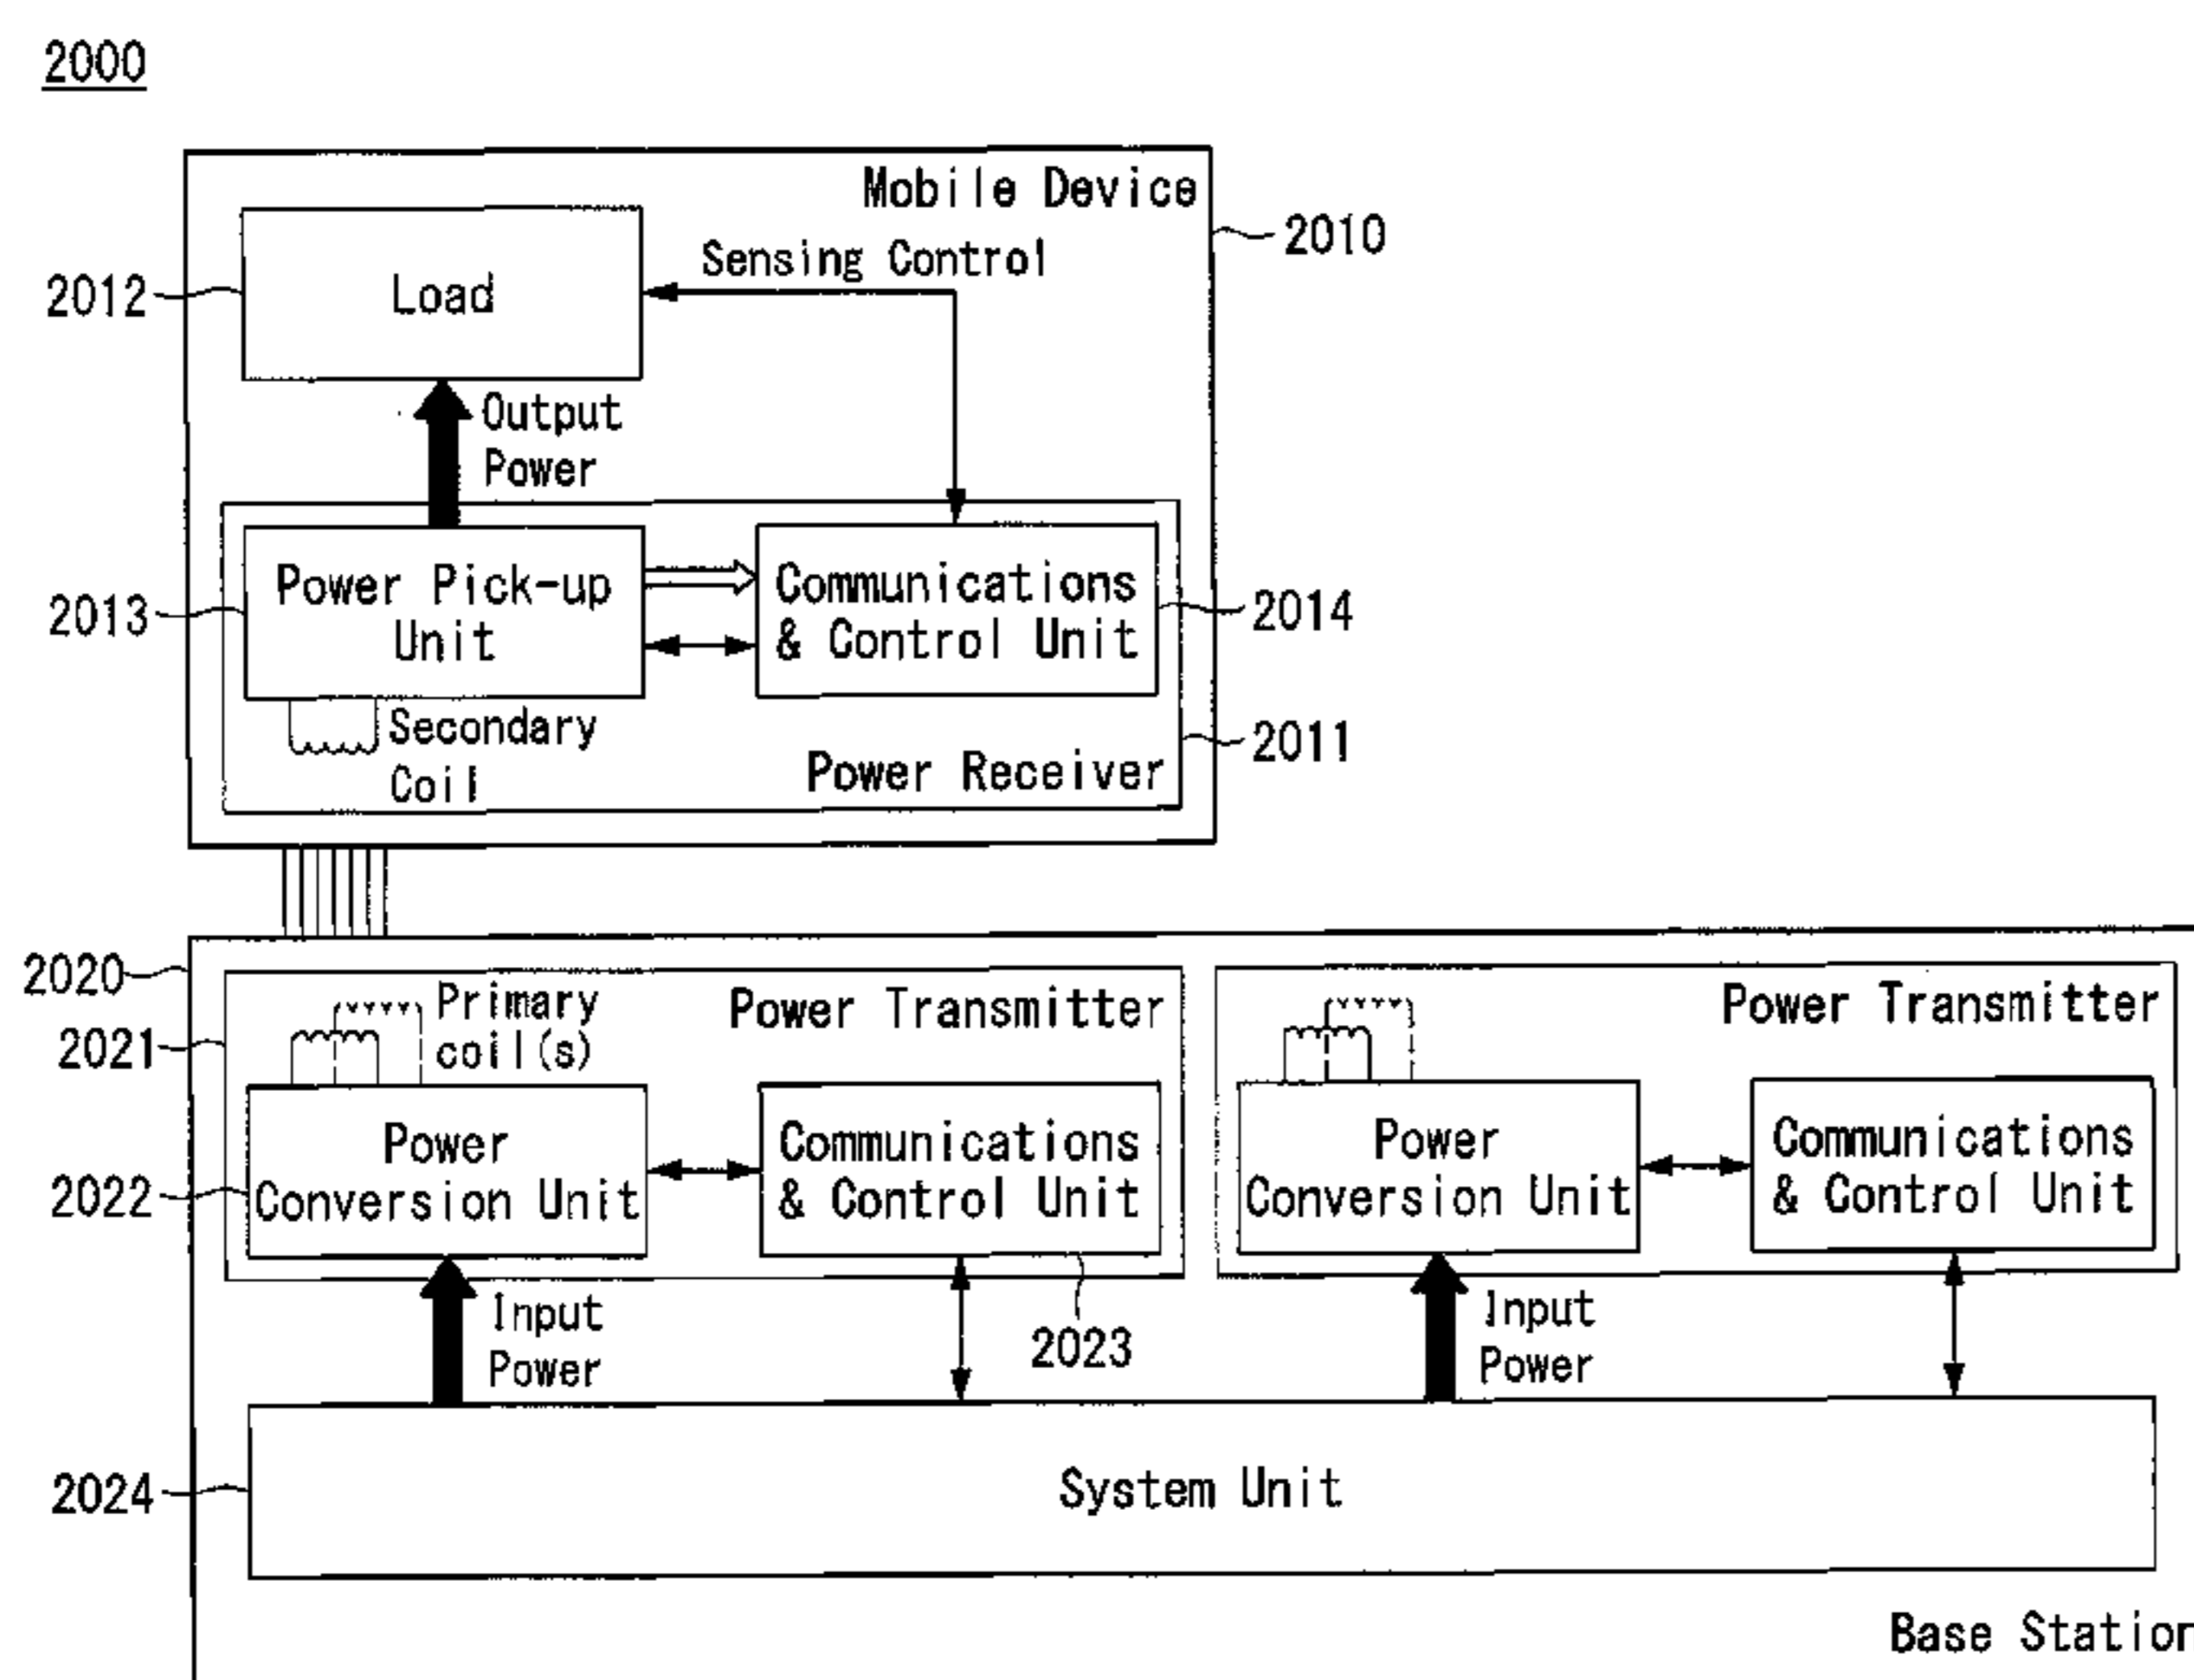 2000
Mobile Device
2010
Sensing Control
2012
Load
Output
Power
2013
Power Pick-up
Unit
Communications
& Control Unit
2014
Secondary
Coil
2011
Power Receiver
2020
2021
Primary
coil(s)
Power Transmitter
Power Transmitter
2022
Power
Conversion Unit
Communications
& Control Unit
Power
Conversion Unit
Communications
& Control Unit
Input
Power
2023
Input
Power
2024
System Unit
Base Station